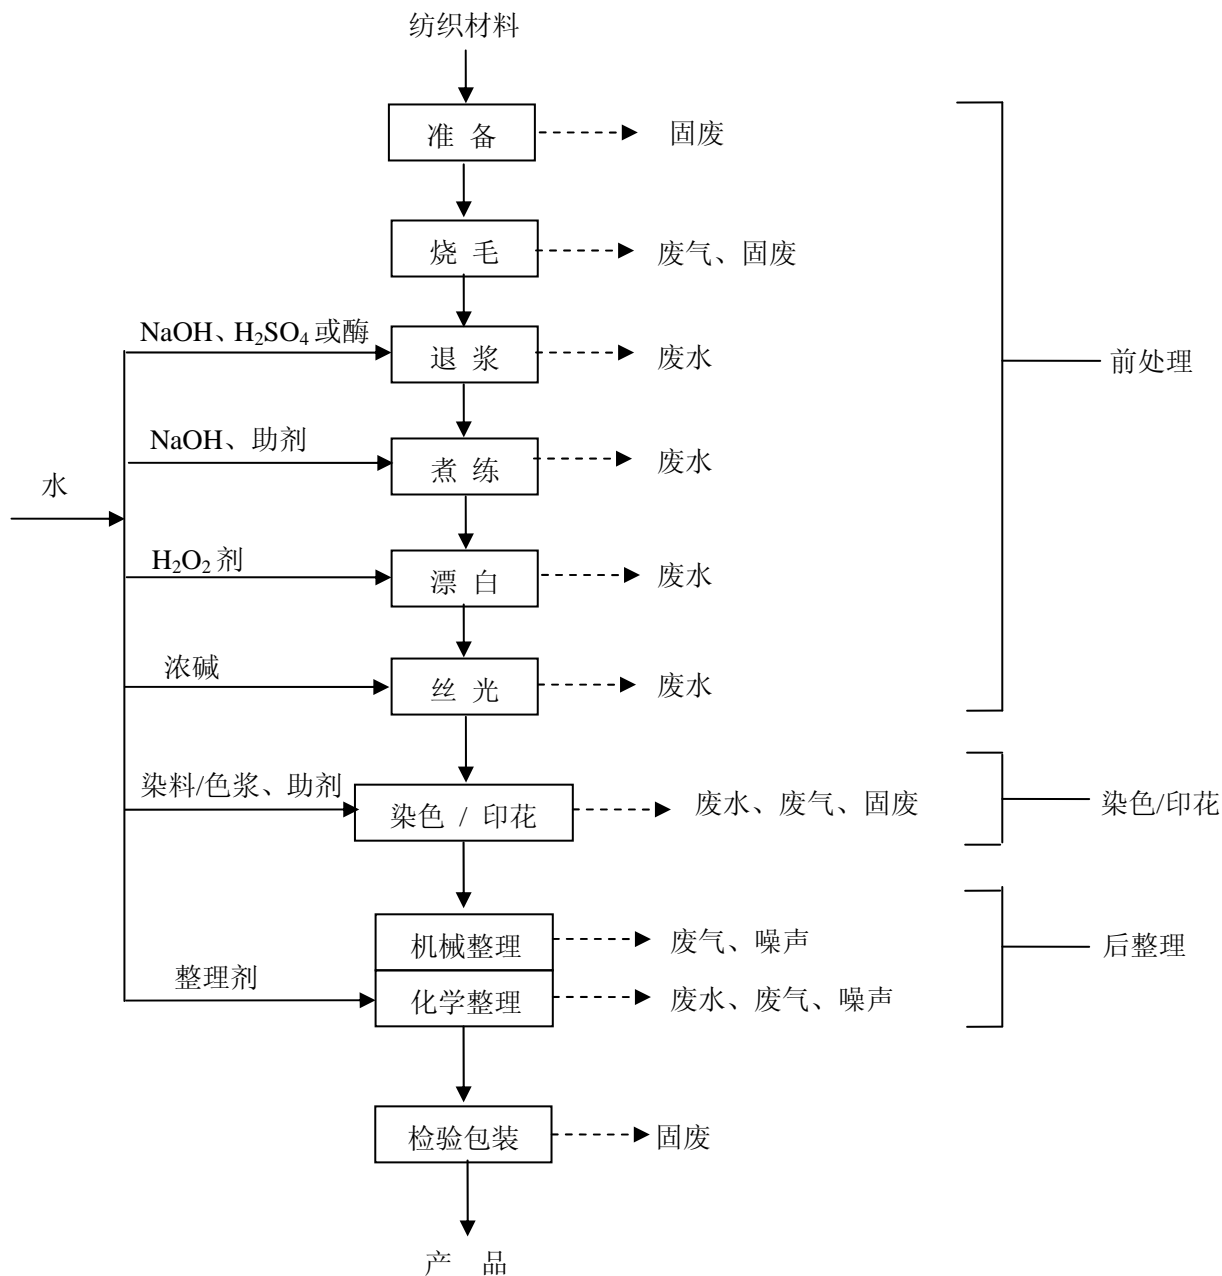 纺织材料
准 备
固废
烧 毛
废气、固废
NaOH、H₂SO₄或酶
退 浆
废水
前处理
NaOH、助剂
煮 练
废水
水
H₂O₂剂
漂 白
废水
浓碱
丝 光
废水
染料/色浆、助剂
染色 / 印花
废水、废气、固废
染色/印花
机械整理
废气、噪声
后整理
整理剂
化学整理
废水、废气、噪声
检验包装
固废
产 品